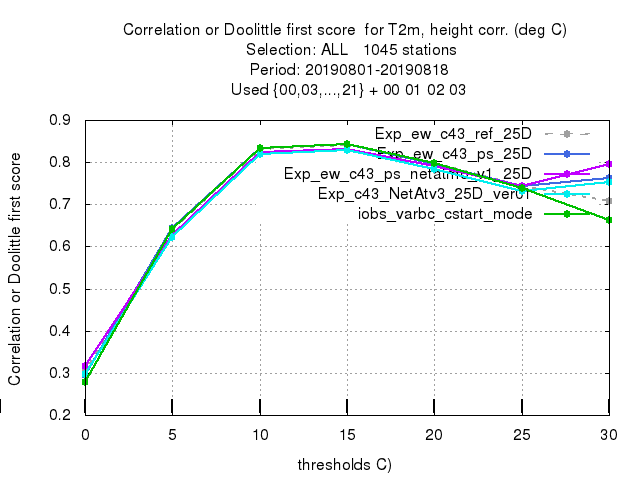 Correlation or Doolittle first score  for T2m, height corr. (deg C)
Selection: ALL   1045 stations
Period: 20190801-20190818
Used {00,03,...,21} + 00 01 02 03
Correlation or Doolittle first score
0.9
0.8
0.7
0.6
0.5
0.4
0.3
0.2
Exp_ew_c43_ref_25D
Exp_ew_c43_ps_25D
Exp_ew_c43_ps_netatmo_v1_25D
Exp_c43_NetAtv3_25D_ver01
iobs_varbc_cstart_mode
0 5 10 15 20 25 30
thresholds C)